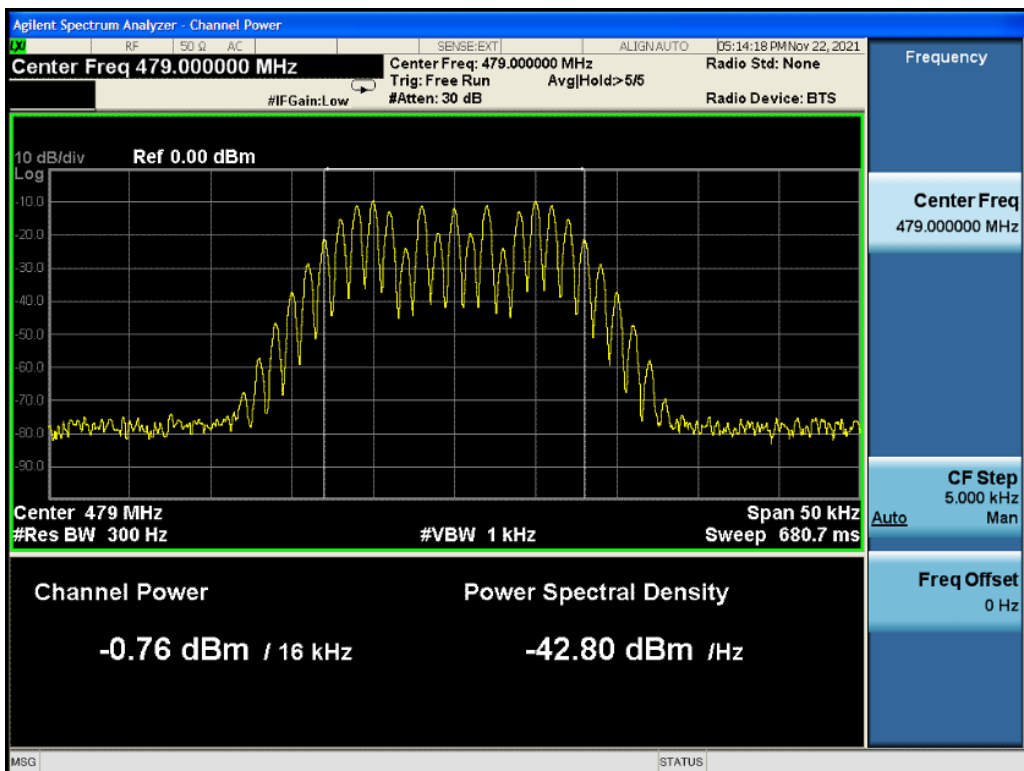 Agilent Spectrum Analyzer - Channel Power
LXI RF 50 Ω AC SENSE:EXT ALIGN AUTO 05:14:18 PM Nov 22, 2021
Center Freq 479.000000 MHz
Center Freq: 479.000000 MHz
Radio Std: None
Trig: Free Run Avg|Hold:>5/5
#IFGain:Low
#Atten: 30 dB
Radio Device: BTS
10 dB/div Ref 0.00 dBm
Log
-10.0
-20.0
-30.0
-40.0
-50.0
-60.0
-70.0
-80.0
-90.0
Center 479 MHz Span 50 kHz
#Res BW 300 Hz #VBW 1 kHz Sweep 680.7 ms
Channel Power Power Spectral Density
-0.76 dBm / 16 kHz -42.80 dBm /Hz
Frequency
Center Freq
479.000000 MHz
CF Step
5.000 kHz
Auto Man
Freq Offset
0 Hz
MSG STATUS